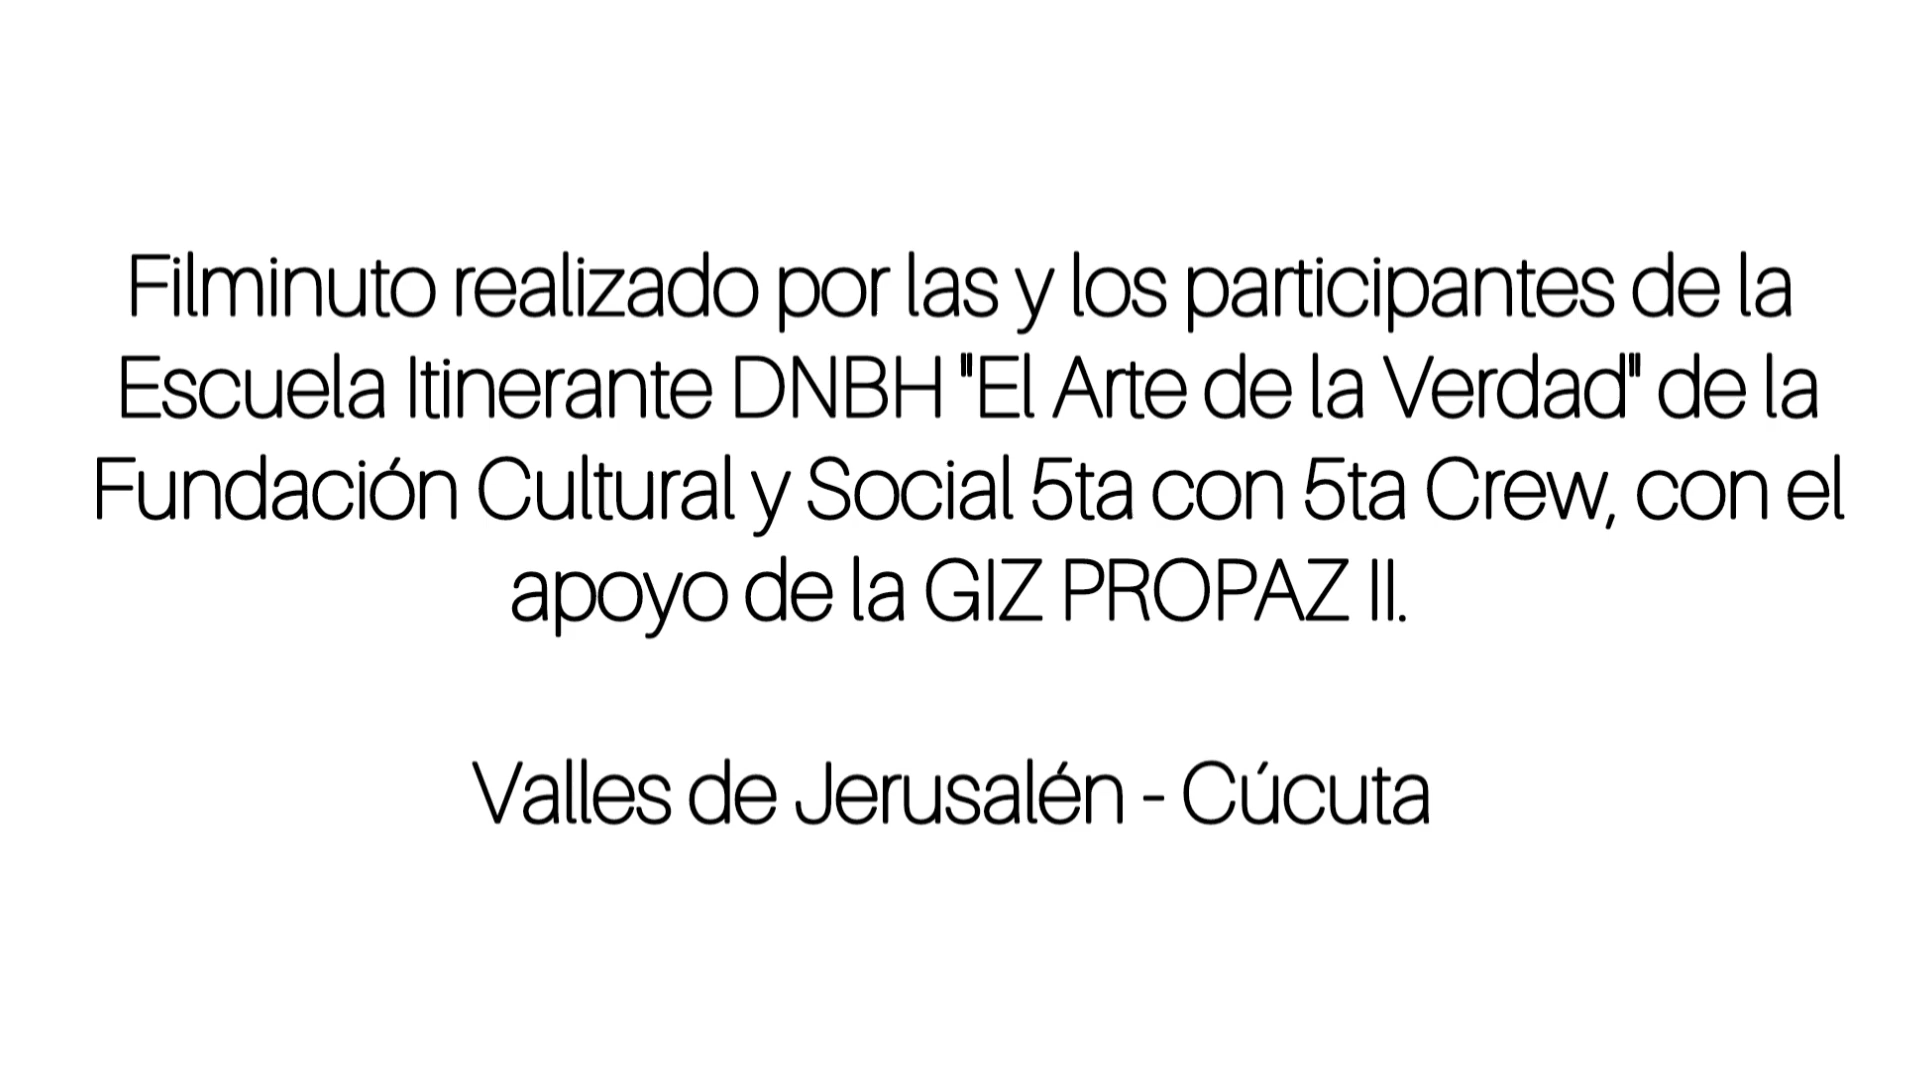 Filminuto realizado por las y los participantes de la
Escuela Itinerante DNBH "El Arte de la Verdad" de la
Fundación Cultural y Social 5ta con 5ta Crew, con el
apoyo de la GIZ PROPAZ II.
Valles de Jerusalén - Cúcuta